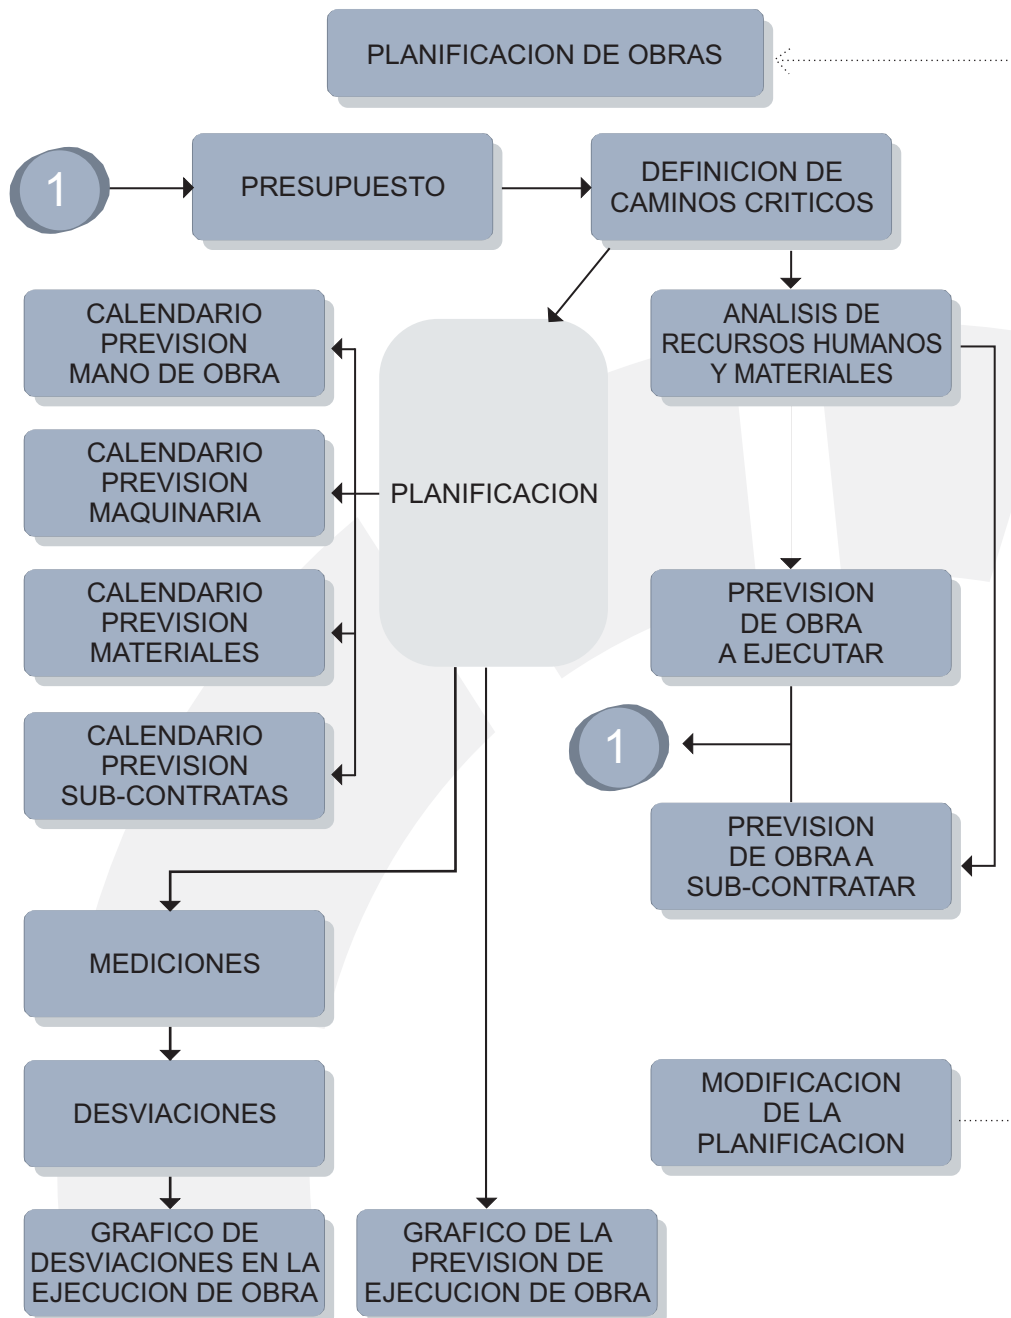 PLANIFICACION DE OBRAS
1
PRESUPUESTO
DEFINICION DE
CAMINOS CRITICOS
CALENDARIO
PREVISION
MANO DE OBRA
ANALISIS DE
RECURSOS HUMANOS
Y MATERIALES
CALENDARIO
PREVISION
MAQUINARIA
PLANIFICACION
CALENDARIO
PREVISION
MATERIALES
PREVISION
DE OBRA
A EJECUTAR
CALENDARIO
PREVISION
SUB-CONTRATAS
1
PREVISION
DE OBRA A
SUB-CONTRATAR
MEDICIONES
DESVIACIONES
MODIFICACION
DE LA
PLANIFICACION
GRAFICO DE
DESVIACIONES EN LA
EJECUCION DE OBRA
GRAFICO DE LA
PREVISION DE
EJECUCION DE OBRA